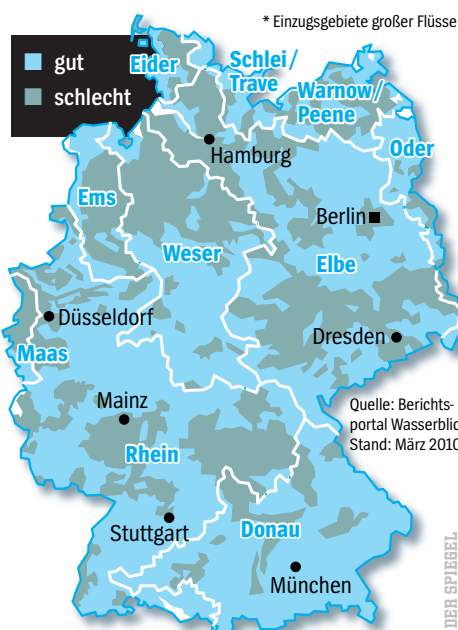 * Einzugsgebiete großer Flüsse
gut
schlecht
Eider
Schlei/
Trave
Warnow/
Peene
Oder
Hamburg
Ems
Berlin
Weser
Elbe
Düsseldorf
Dresden
Maas
Mainz
Quelle: Berichts-
portal Wasserblic
Stand: März 2010
Rhein
Stuttgart
Donau
München
DER SPIEGEL